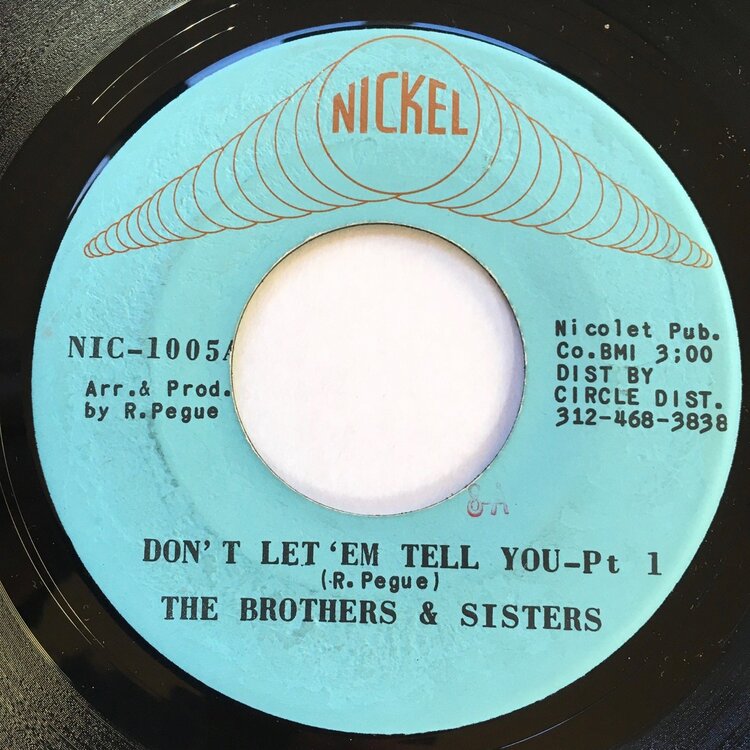 NICKEL
NIC-1005A
Arr.& Prod.
by R.Pegue
Nicolet Pub.
Co.BMI 3;00
DIST BY
CIRCLE DIST.
312-468-3838
DON'T LET 'EM TELL YOU-Pt 1
(R.Pegue)
THE BROTHERS & SISTERS